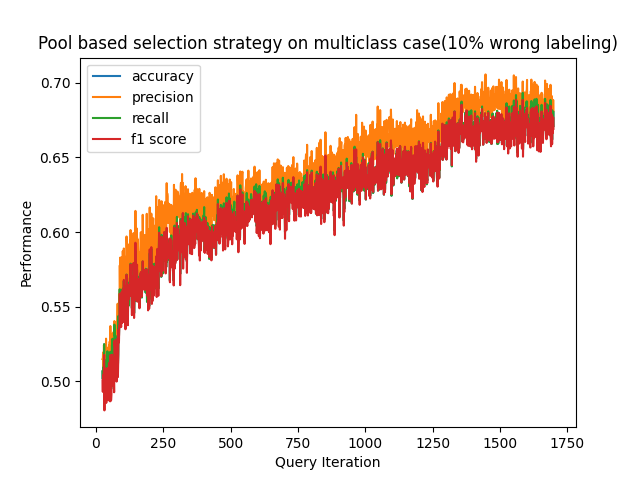 Pool based selection strategy on multiclass case(10% wrong labeling)
accuracy
precision
recall
f1 score
0.70
0.65
0.60
0.55
0.50
Performance
0 250 500 750 1000 1250 1500 1750
Query Iteration